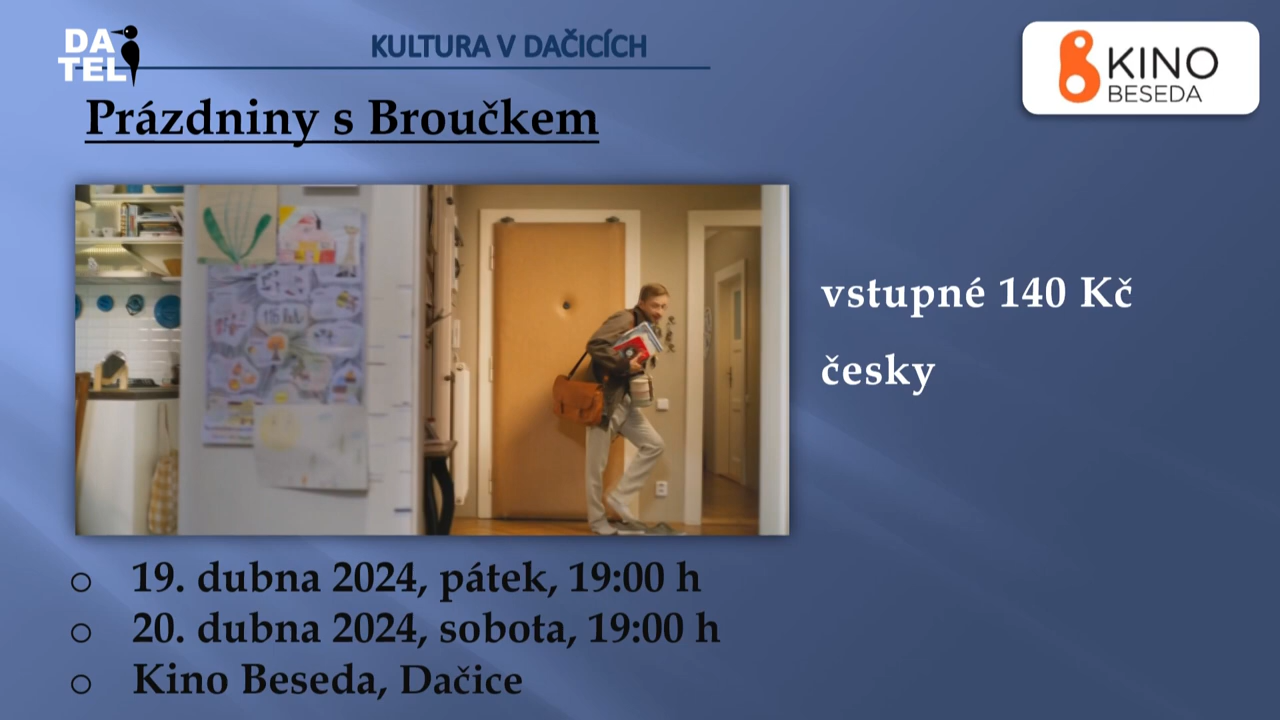 DA
TEL
KULTURA V DAČICÍCH
KINO
BESEDA
Prázdniny s Broučkem
vstupné 140 Kč
česky
19. dubna 2024, pátek, 19:00 h
20. dubna 2024, sobota, 19:00 h
Kino Beseda, Dačice